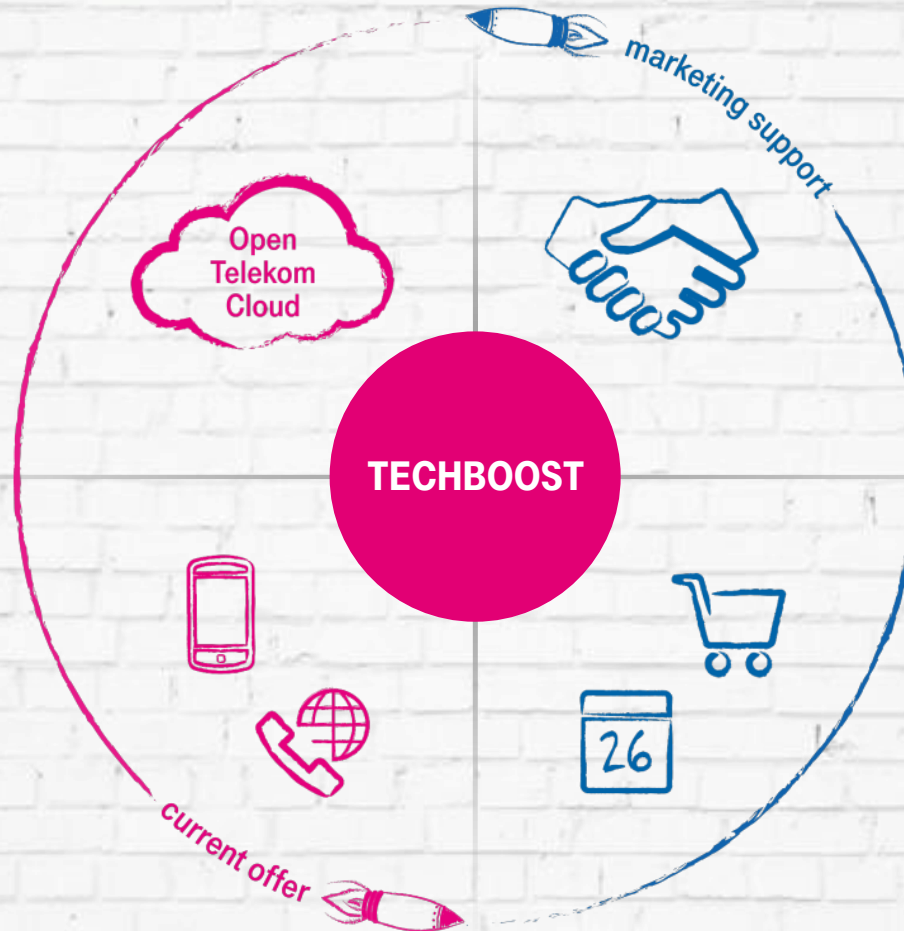 marketing support
Open
Telekom
Cloud
TECHBOOST
26
current offer